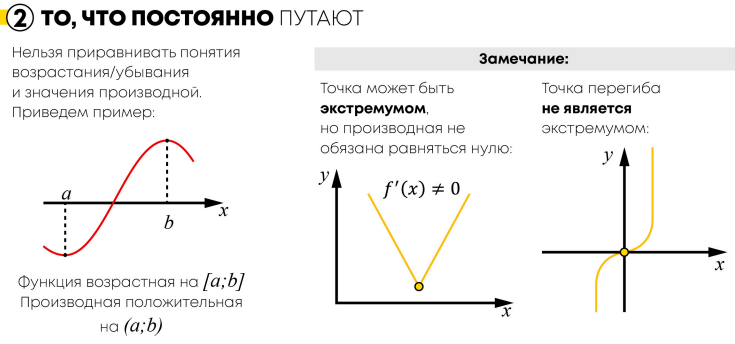 2 ТО, ЧТО ПОСТОЯННО ПУТАЮТ
Нельзя приравнивать понятия
возрастания/убывания
и значения производной.
Приведем пример:
a
x
b
Функция возрастная на [a;b]
Производная положительная
на (a;b)
Замечание:
Точка может быть
экстремумом,
но производная не
обязана равняться нулю:
y
f′(x) ≠ 0
x
Точка перегиба
не является
экстремумом:
y
x